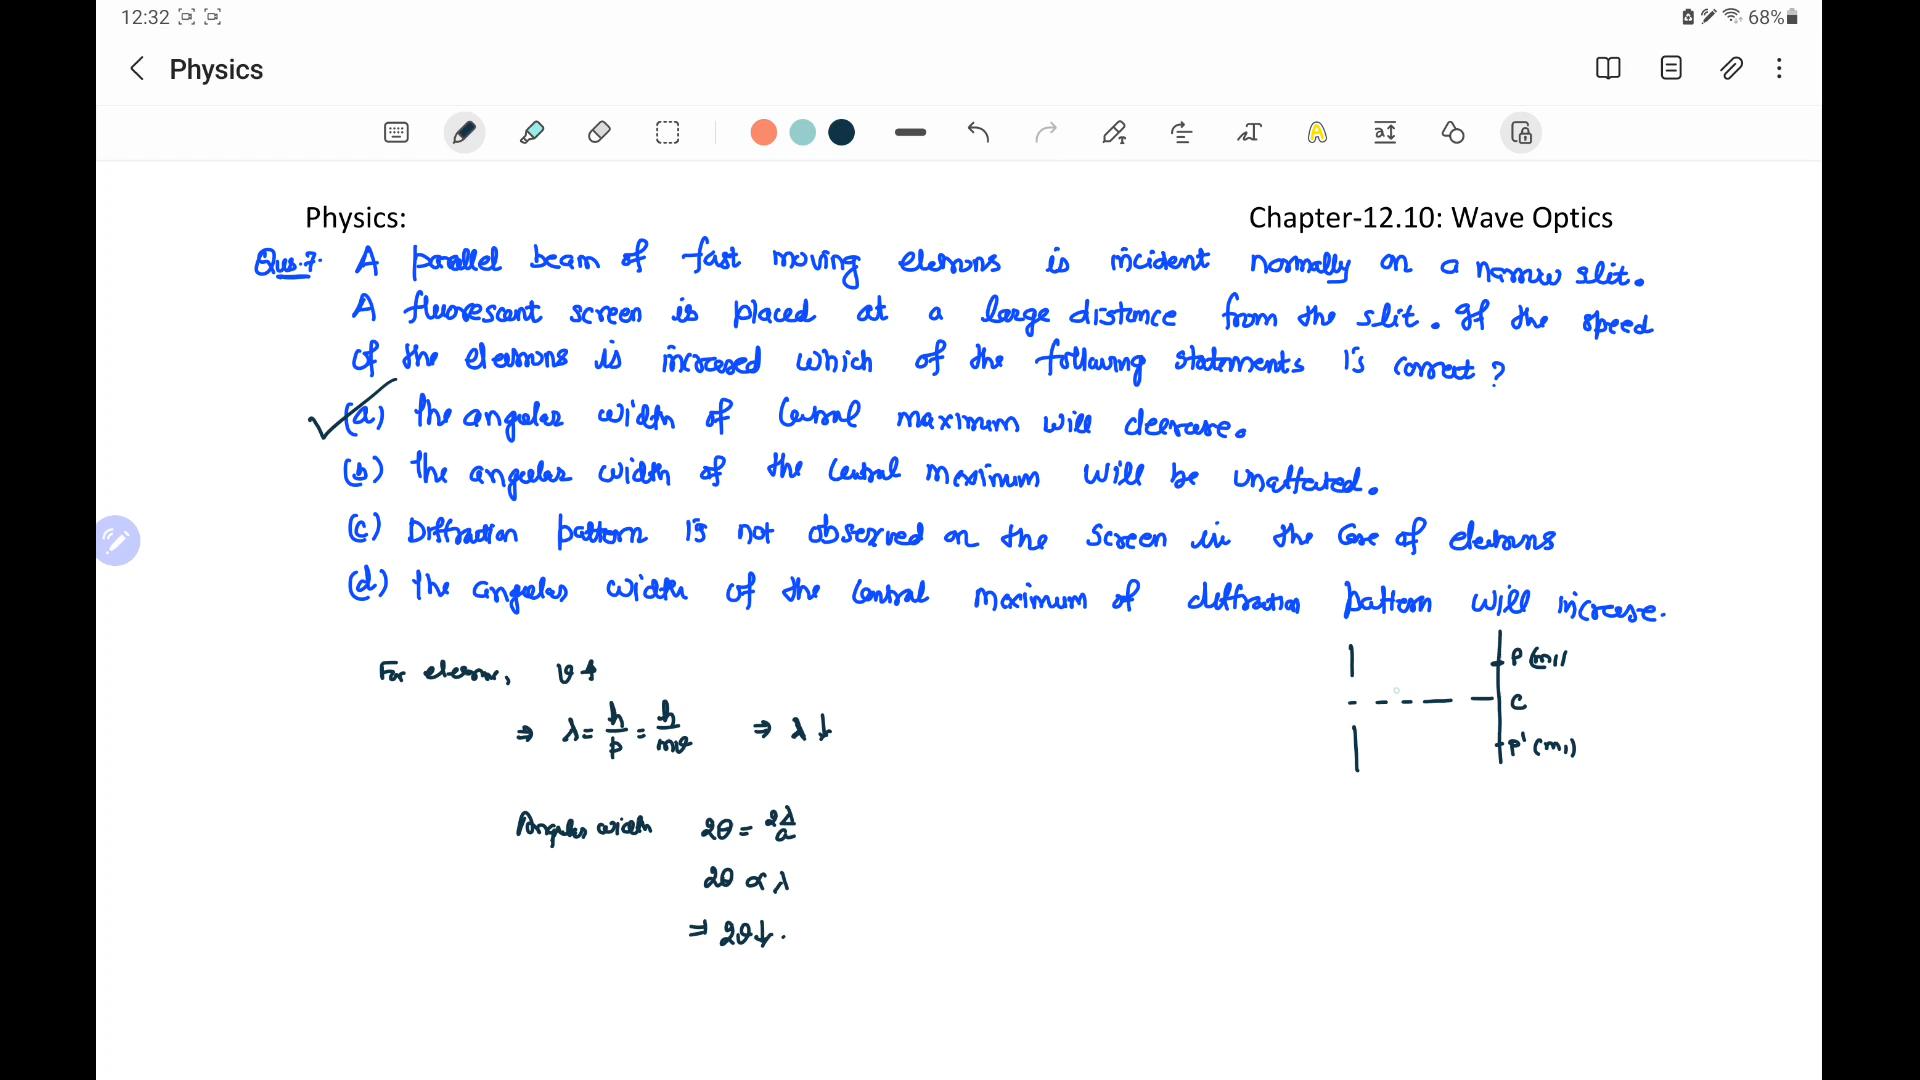 12:32
68%
Physics
Physics:
Chapter-12.10: Wave Optics
Ques.7. A parallel beam of fast moving electrons is incident normally on a narrow slit.
A fluorescent screen is placed at a large distance from the slit. If the speed
of the electrons is increased which of the following statements is correct?
(a) the angular width of central maximum will decrease.
(b) the angular width of the central maximum will be unaffected.
(c) Diffraction pattern is not observed on the screen in the case of electrons
(d) the angular width of the central maximum of diffraction pattern will increase.
For electron, v↑
⇒ λ = h/p = h/mv ⇒ λ↓
Angular width 2θ = 2λ/a
2θ ∝ λ
⇒ 2θ↓.
P (m1)
C
P' (m1)